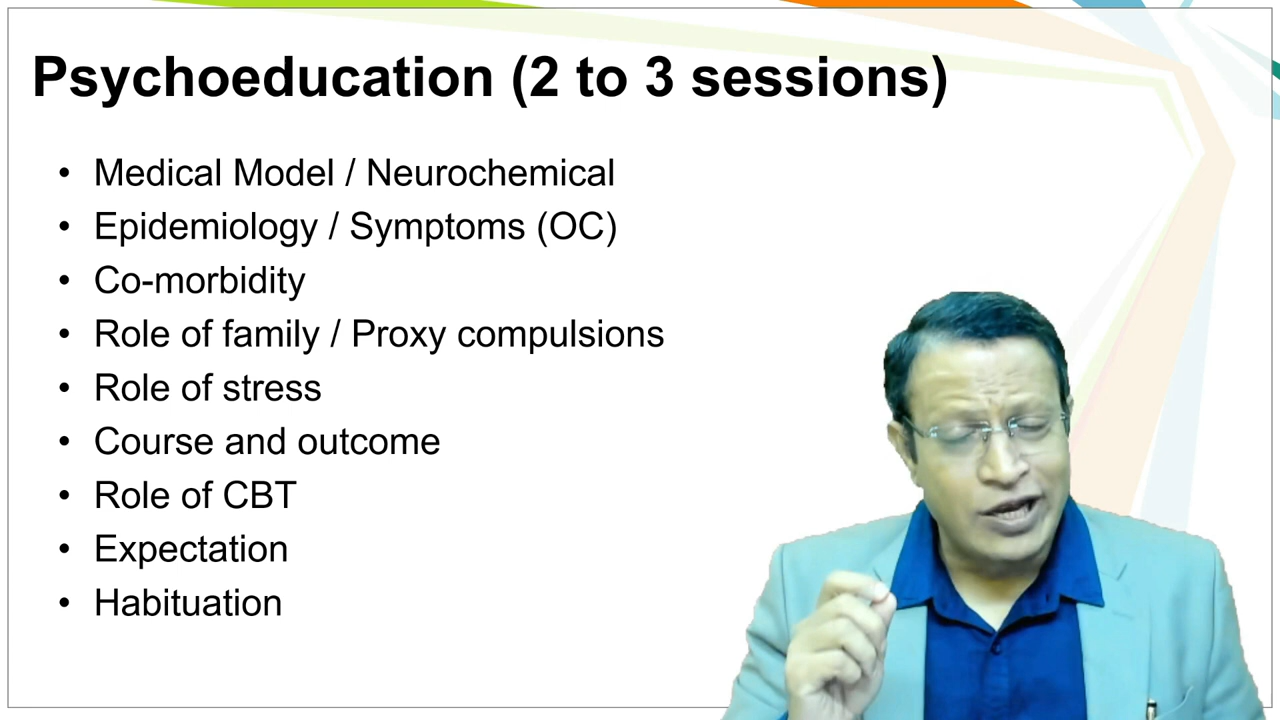 Psychoeducation (2 to 3 sessions)
• Medical Model / Neurochemical
• Epidemiology / Symptoms (OC)
• Co-morbidity
• Role of family / Proxy compulsions
• Role of stress
• Course and outcome
• Role of CBT
• Expectation
• Habituation